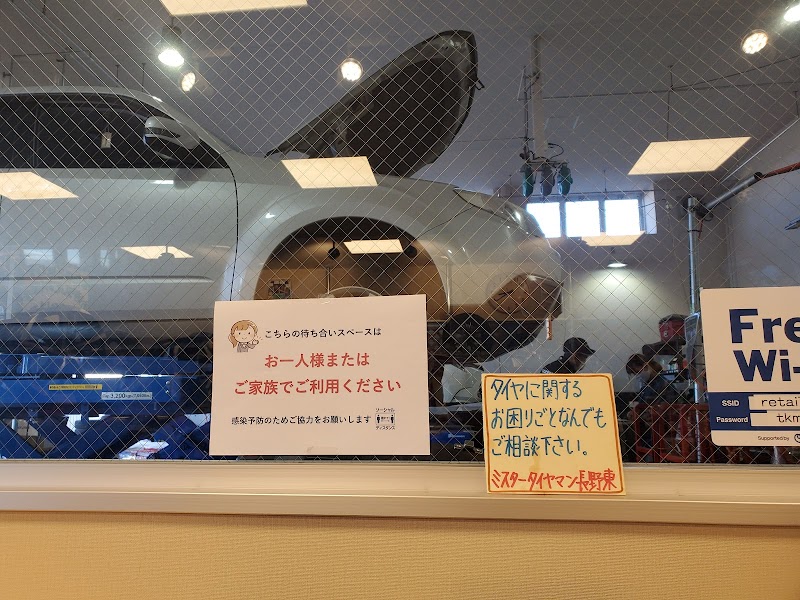 こちらの待ち合いスペースは
お一人様または
ご家族でご利用ください
感染予防のためご協力をお願いします
ソーシャル
ディスタンス
タイヤに関する
お困りごとなんでも
ご相談下さい。
ミスタータイヤマン長野東
Fre
Wi-
SSID retai
Password tkm
Supported by
3,200kg